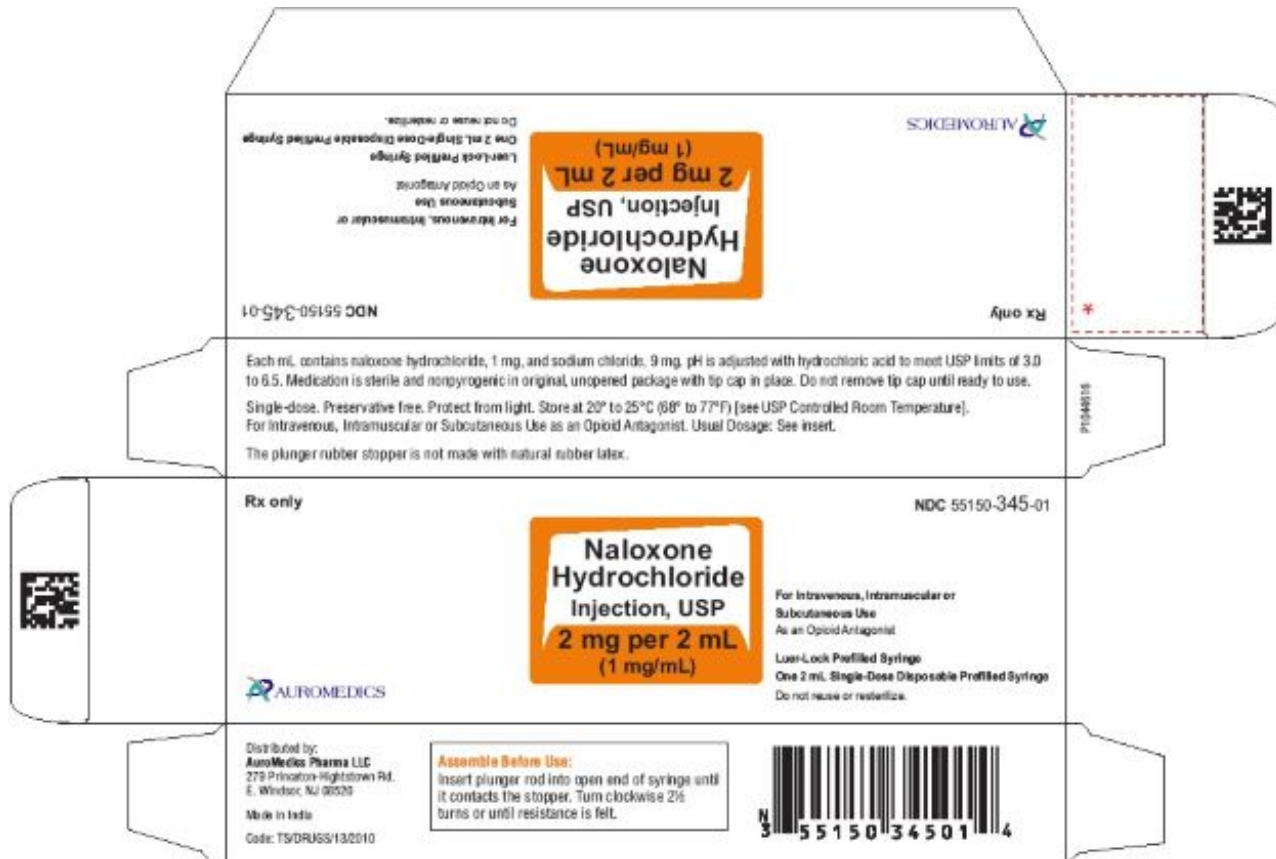 AUROMEDICS
Naloxone
Hydrochloride
Injection, USP
2 mg per 2 mL
(1 mg/mL)
For Intravenous, Intramuscular or
Subcutaneous Use
As an Opioid Antagonist
Luer-Lock Prefilled Syringe
One 2 mL Single-Dose Disposable Prefilled Syringe
Do not reuse or resterilize.
Rx only
NDC 55150-345-01
*
Each mL contains naloxone hydrochloride, 1 mg, and sodium chloride, 9 mg. pH is adjusted with hydrochloric acid to meet USP limits of 3.0
to 6.5. Medication is sterile and nonpyrogenic in original, unopened package with tip cap in place. Do not remove tip cap until ready to use.
Single-dose. Preservative free. Protect from light. Store at 20° to 25°C (68° to 77°F) [see USP Controlled Room Temperature].
For Intravenous, Intramuscular or Subcutaneous Use as an Opioid Antagonist. Usual Dosage: See insert.
The plunger rubber stopper is not made with natural rubber latex.
P1044616
Rx only
NDC 55150-345-01
Naloxone
Hydrochloride
Injection, USP
2 mg per 2 mL
(1 mg/mL)
For Intravenous, Intramuscular or
Subcutaneous Use
As an Opioid Antagonist
Luer-Lock Prefilled Syringe
One 2 mL Single-Dose Disposable Prefilled Syringe
Do not reuse or resterilize.
AUROMEDICS
Distributed by:
AuroMedics Pharma LLC
279 Princeton-Hightstown Rd.
E. Windsor, NJ 08520
Made in India
Code: TS/DRUGS/13/2010
Assemble Before Use:
Insert plunger rod into open end of syringe until
it contacts the stopper. Turn clockwise 2½
turns or until resistance is felt.
N
3 55150 34501 4